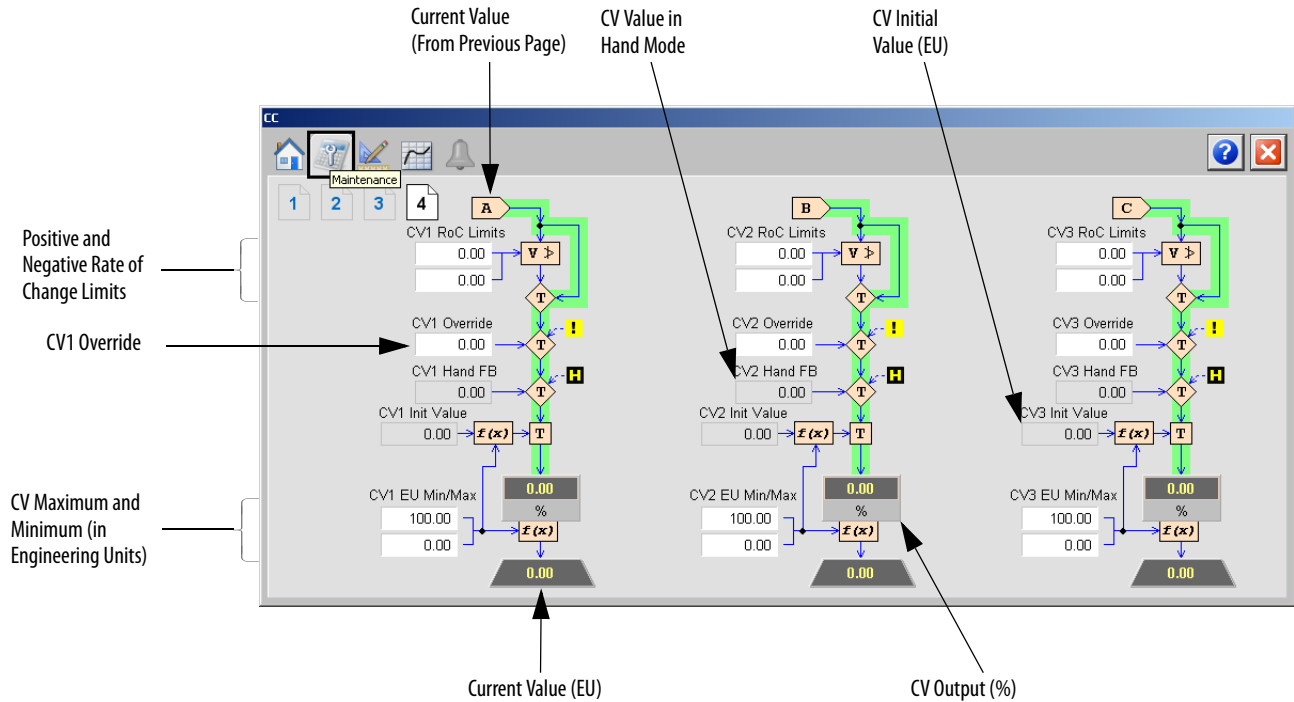 Current Value
(From Previous Page)
CV Value in
Hand Mode
CV Initial
Value (EU)
CC
?
Maintenance
1 2 3 4
A B C
Positive and
Negative Rate of
Change Limits
CV1 RoC Limits CV2 RoC Limits CV3 RoC Limits
0.00 V 0.00 V 0.00 V
0.00 0.00 0.00
T T T
CV1 Override
CV1 Override ! CV2 Override ! CV3 Override !
0.00 T 0.00 T 0.00 T
CV1 Hand FB H CV2 Hand FB H CV3 Hand FB H
0.00 T 0.00 T 0.00 T
CV1 Init Value CV2 Init Value CV3 Init Value
0.00 f(x) T 0.00 f(x) T 0.00 f(x) T
CV Maximum and
Minimum (in
Engineering Units)
CV1 EU Min/Max 0.00 CV2 EU Min/Max 0.00 CV3 EU Min/Max 0.00
100.00 % 100.00 % 100.00 %
0.00 f(x) 0.00 f(x) 0.00 f(x)
0.00 0.00 0.00
Current Value (EU)
CV Output (%)